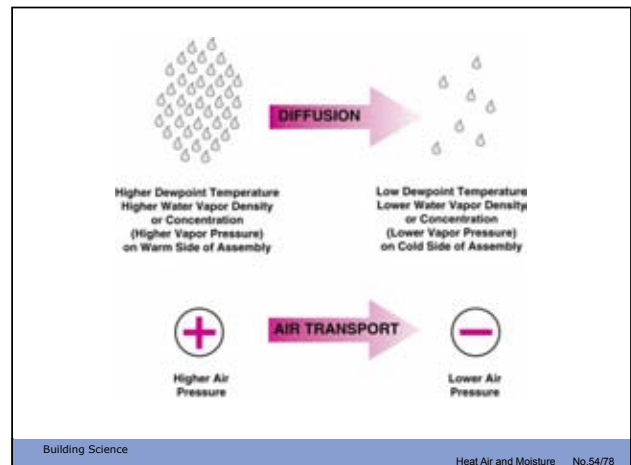 DIFFUSION
Higher Dewpoint Temperature
Higher Water Vapor Density
or Concentration
(Higher Vapor Pressure)
on Warm Side of Assembly
Low Dewpoint Temperature
Lower Water Vapor Density
or Concentration
(Lower Vapor Pressure)
on Cold Side of Assembly
+
AIR TRANSPORT
−
Higher Air
Pressure
Lower Air
Pressure
Building Science
Heat Air and Moisture No.54/78